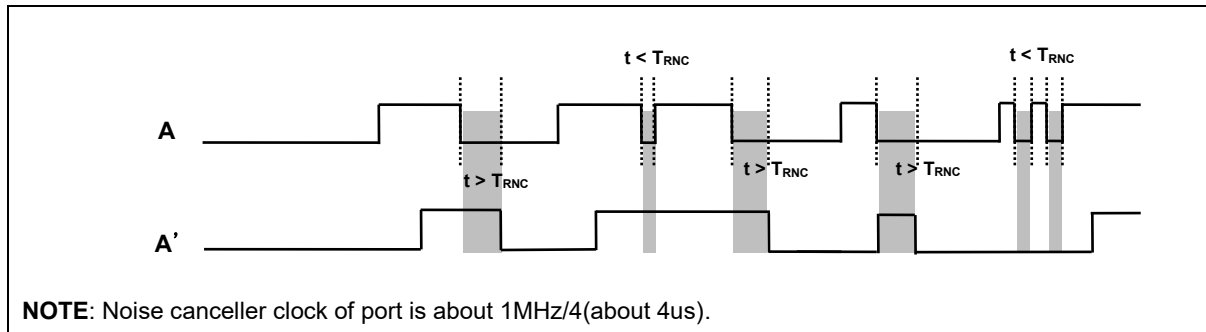 t < TRNC
t < TRNC
A
t > TRNC
t > TRNC
t > TRNC
A'
NOTE: Noise canceller clock of port is about 1MHz/4(about 4us).